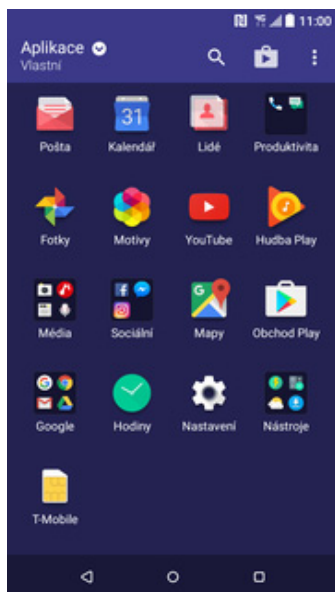 11:00
Aplikace
Vlastní
31
Pošta Kalendář Lidé Produktivita
Fotky Motivy YouTube Hudba Play
G
Média Sociální Mapy Obchod Play
Google Hodiny Nastavení Nástroje
T-Mobile